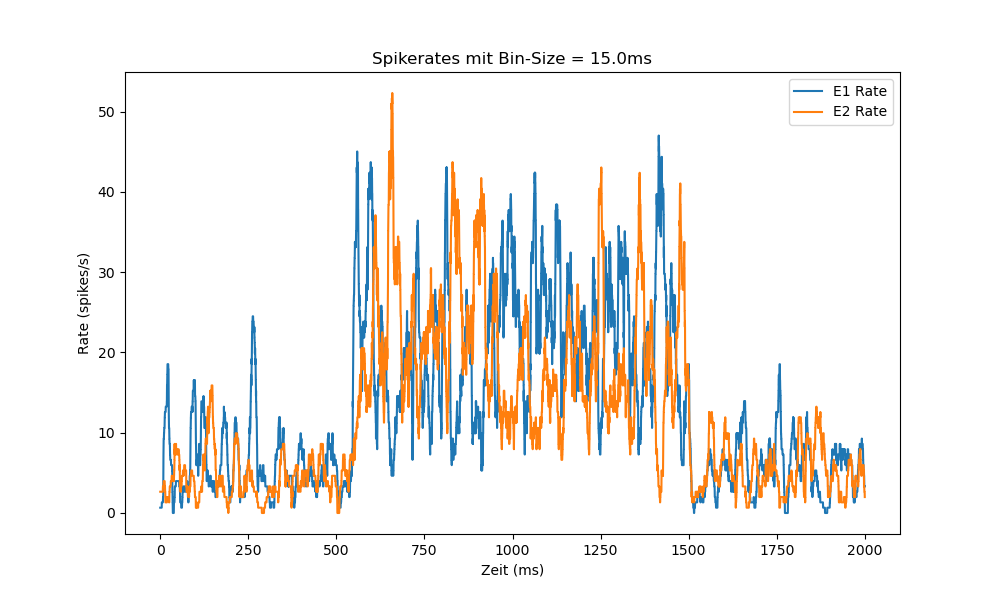 Spikerates mit Bin-Size = 15.0ms
E1 Rate
E2 Rate
Rate (spikes/s)
50
40
30
20
10
0
0 250 500 750 1000 1250 1500 1750 2000
Zeit (ms)